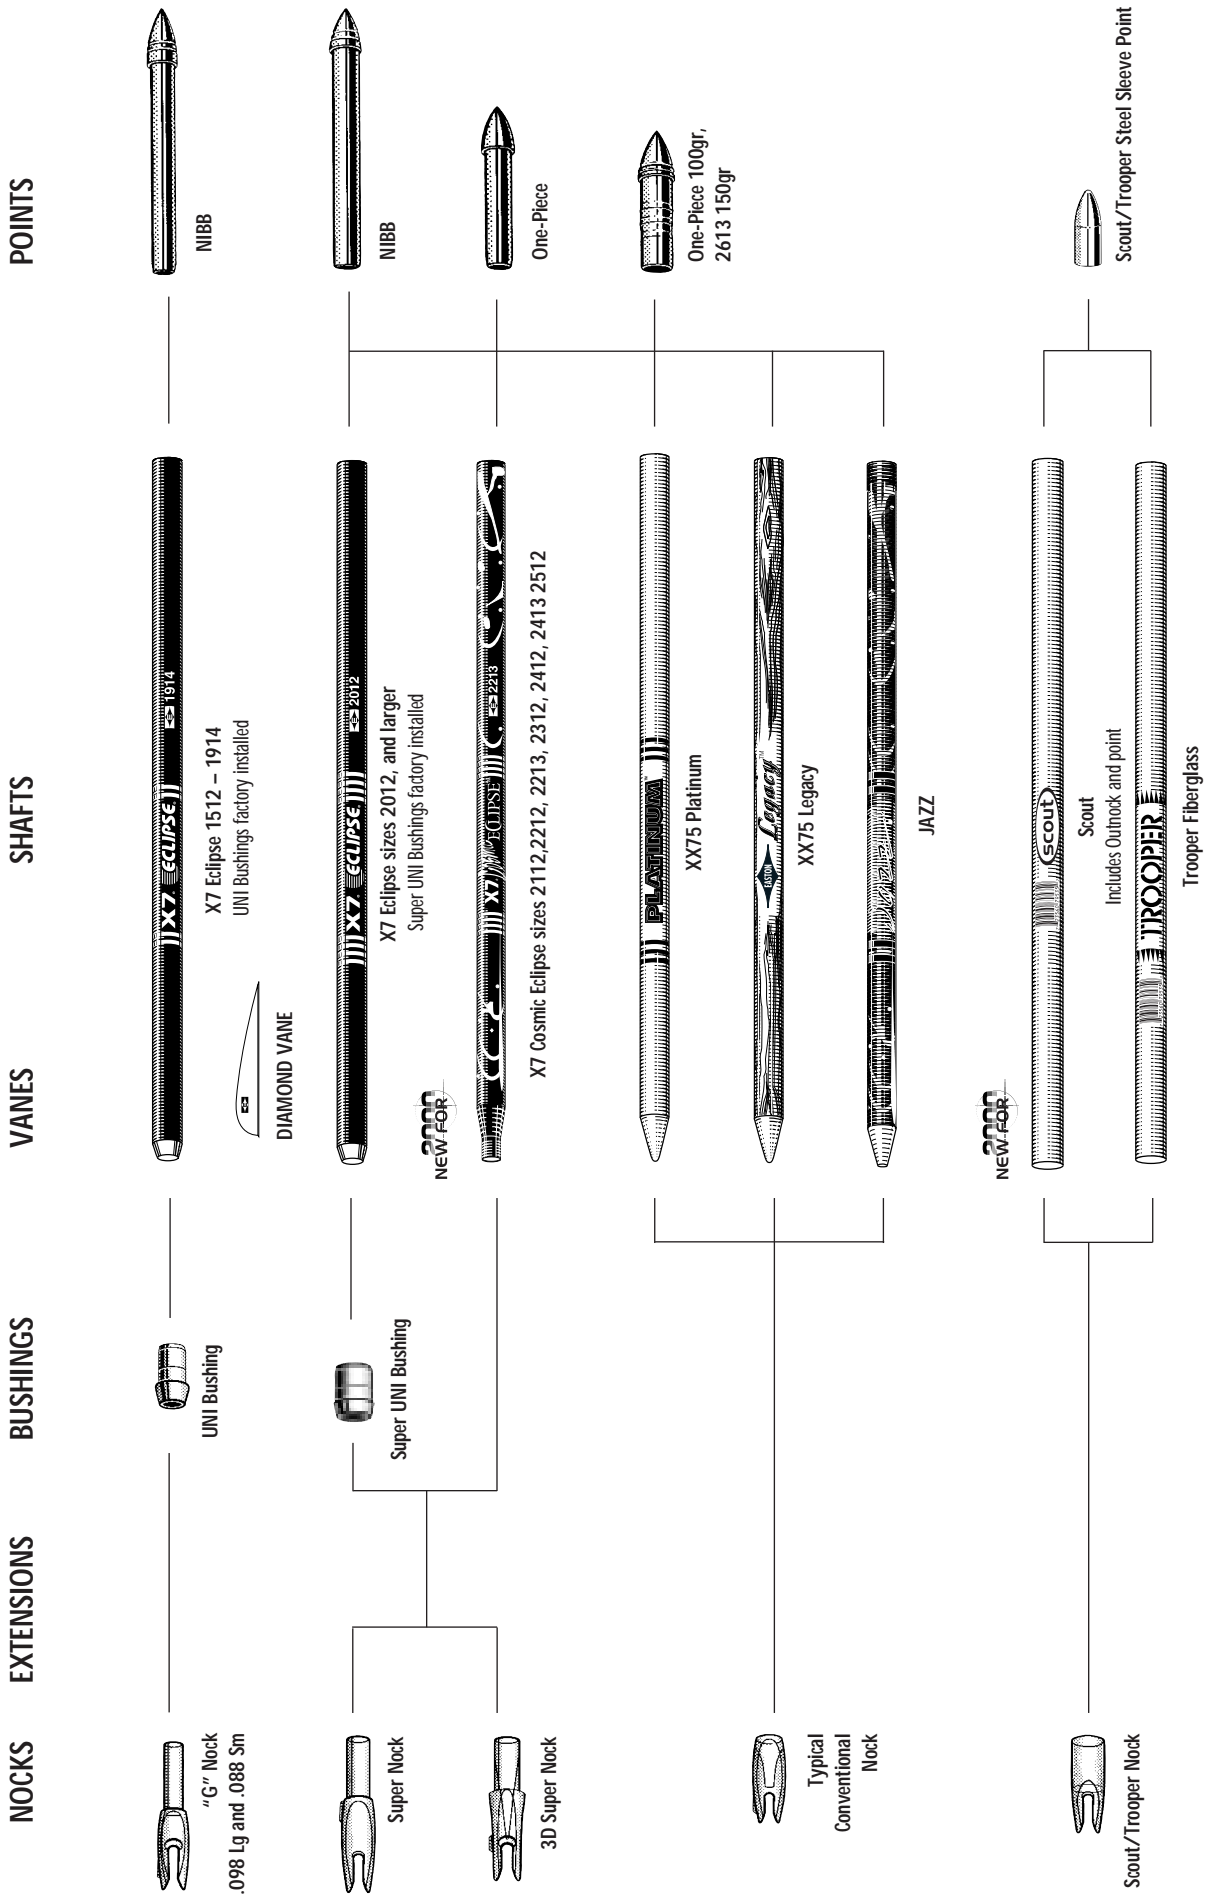 NOCKS
EXTENSIONS
BUSHINGS
VANES
SHAFTS
POINTS
"G" Nock
.098 Lg and .088 Sm
UNI Bushing
DIAMOND VANE
X7 ECLIPSE 1914
X7 Eclipse 1512 – 1914
UNI Bushings factory installed
NIBB
Super Nock
Super UNI Bushing
X7 ECLIPSE 2012
X7 Eclipse sizes 2012, and larger
Super UNI Bushings factory installed
NIBB
3D Super Nock
2000
NEW FOR
X7 ECLIPSE 2213
X7 Cosmic Eclipse sizes 2112,2212, 2213, 2312, 2412, 2413 2512
One-Piece
PLATINUM™
XX75 Platinum
One-Piece 100gr,
2613 150gr
Typical
Conventional
Nock
EASTON Legacy™
XX75 Legacy
JAZZ
2000
NEW FOR
scout
Scout
Includes Outnock and point
Scout/Trooper Nock
Scout/Trooper Steel Sleeve Point
TROOPER
Trooper Fiberglass